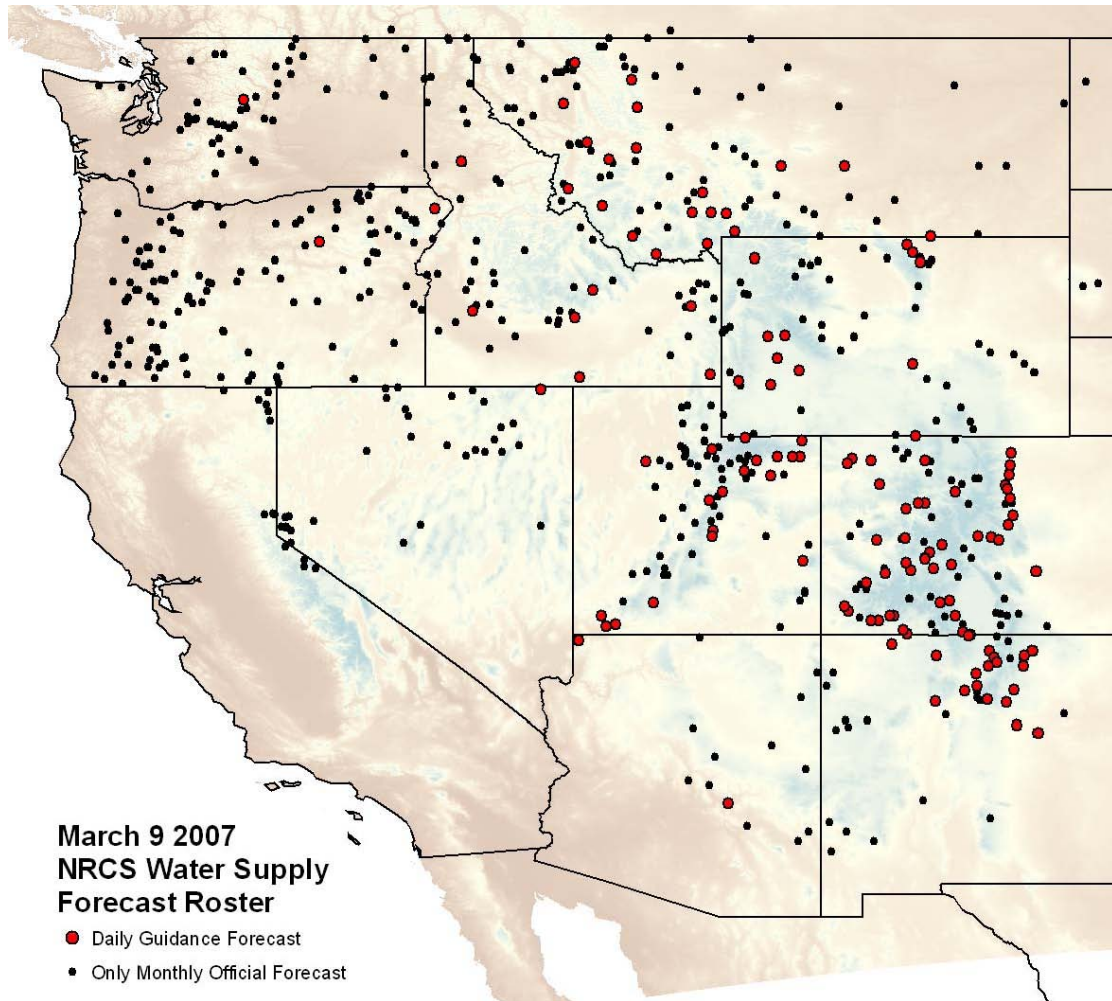 March 9 2007
NRCS Water Supply
Forecast Roster
Daily Guidance Forecast
Only Monthly Official Forecast